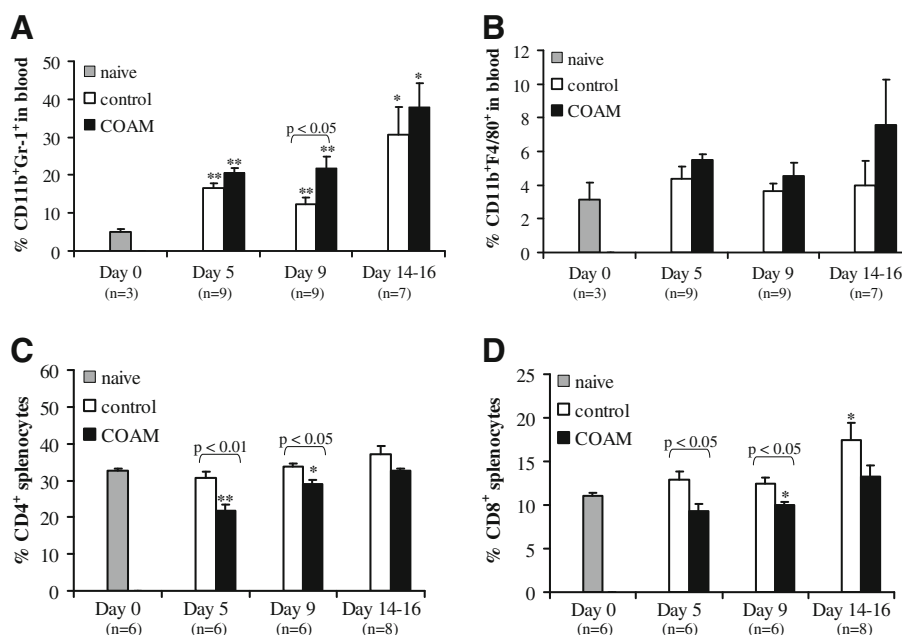 A
% CD11b⁺Gr-1⁺ in blood
50
40
30
20
10
0
naive
control
COAM
** **
** p < 0.05 **
* *
Day 0 Day 5 Day 9 Day 14-16
(n=3) (n=9) (n=9) (n=7)
B
% CD11b⁺F4/80⁺ in blood
12
10
8
6
4
2
0
naive
control
COAM
Day 0 Day 5 Day 9 Day 14-16
(n=3) (n=9) (n=9) (n=7)
C
% CD4⁺ splenocytes
60
50
40
30
20
10
0
naive
control
COAM
p < 0.01
**
p < 0.05
*
Day 0 Day 5 Day 9 Day 14-16
(n=6) (n=6) (n=6) (n=8)
D
% CD8⁺ splenocytes
25
20
15
10
5
0
naive
control
COAM
p < 0.05
p < 0.05
*
*
Day 0 Day 5 Day 9 Day 14-16
(n=6) (n=6) (n=6) (n=8)